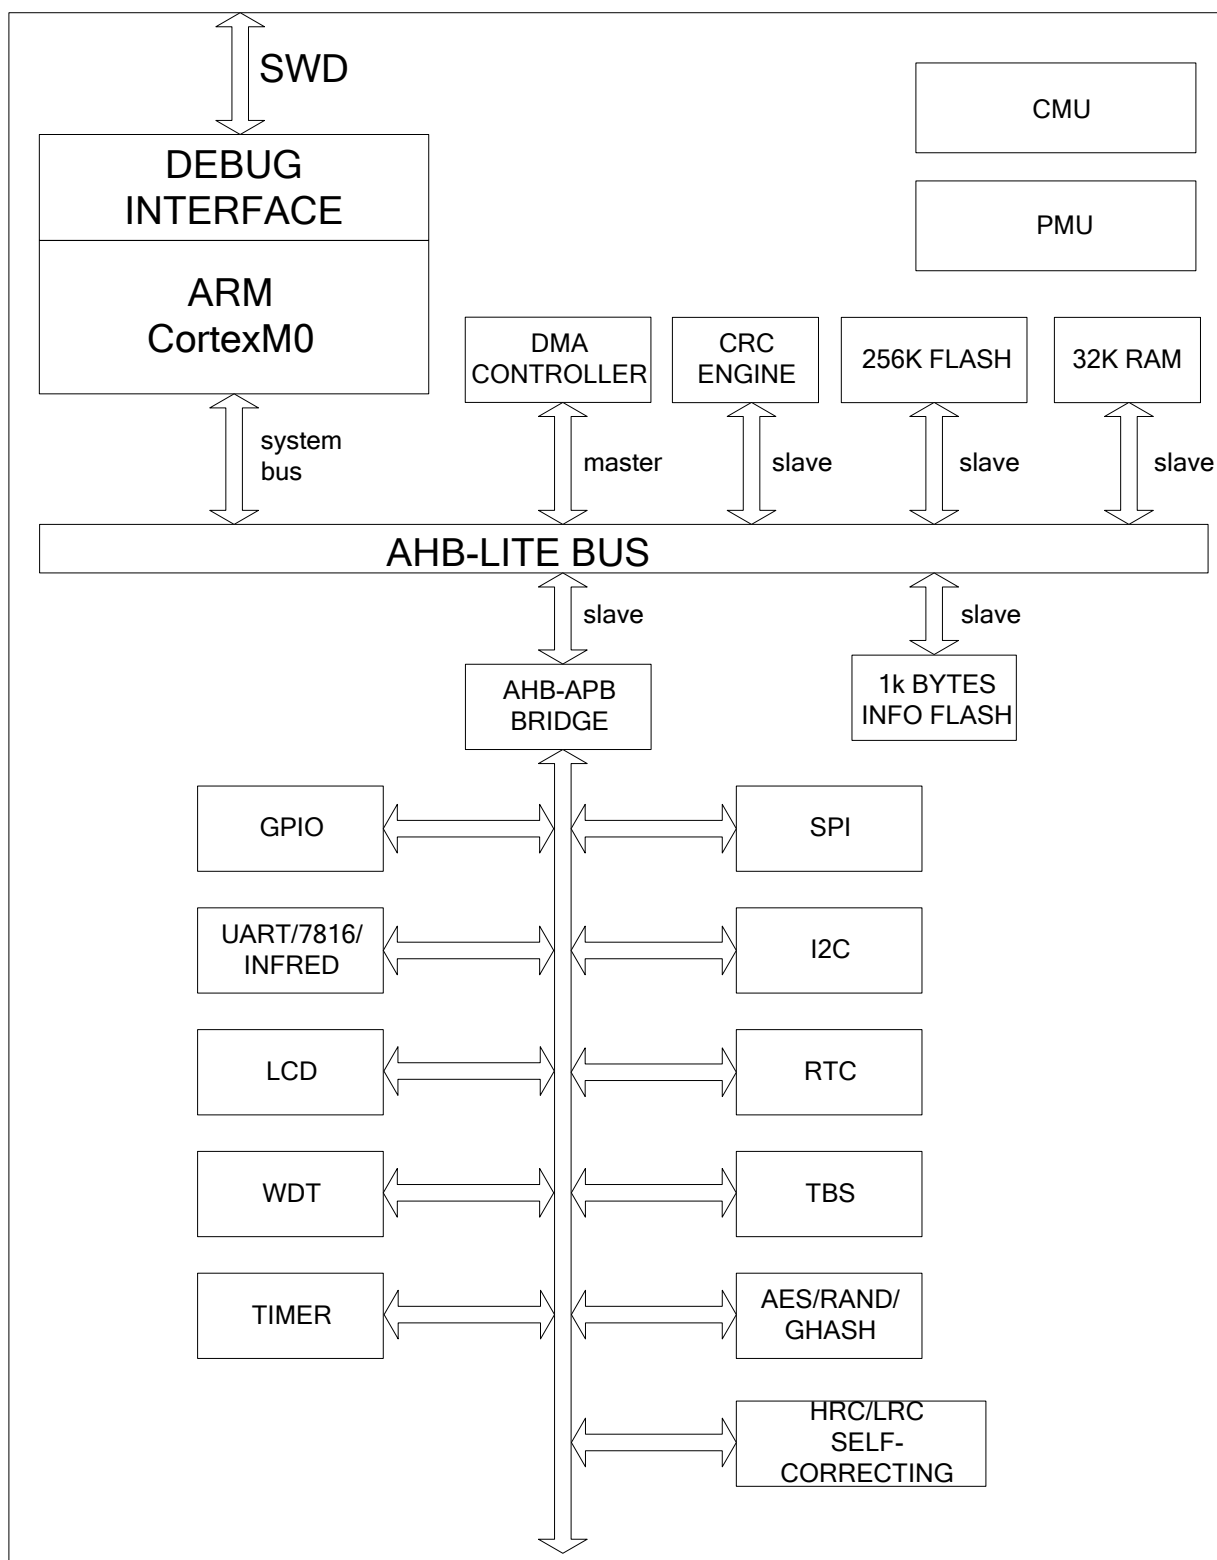 SWD
CMU
DEBUG
INTERFACE
PMU
ARM
CortexM0
DMA
CONTROLLER
CRC
ENGINE
256K FLASH
32K RAM
system
bus
master
slave
slave
slave
AHB-LITE BUS
slave
slave
AHB-APB
BRIDGE
1k BYTES
INFO FLASH
GPIO
SPI
UART/7816/
INFRED
I2C
LCD
RTC
WDT
TBS
TIMER
AES/RAND/
GHASH
HRC/LRC
SELF-
CORRECTING